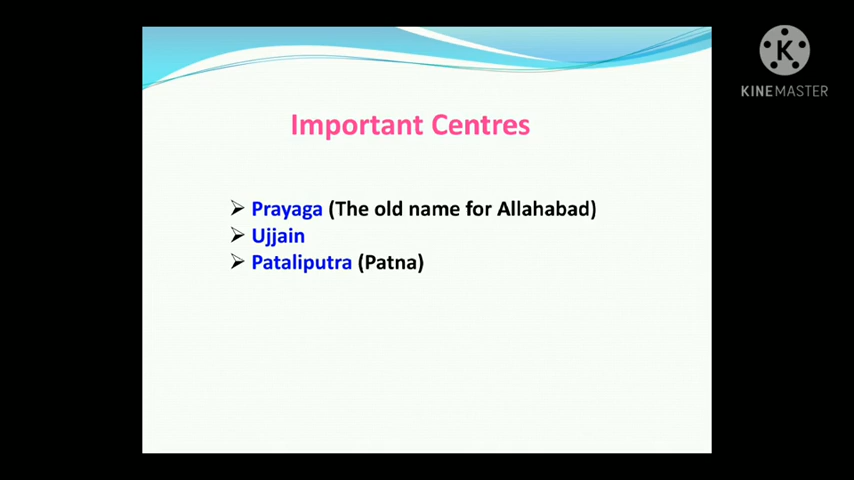 K
KINEMASTER
Important Centres
Prayaga (The old name for Allahabad)
Ujjain
Pataliputra (Patna)